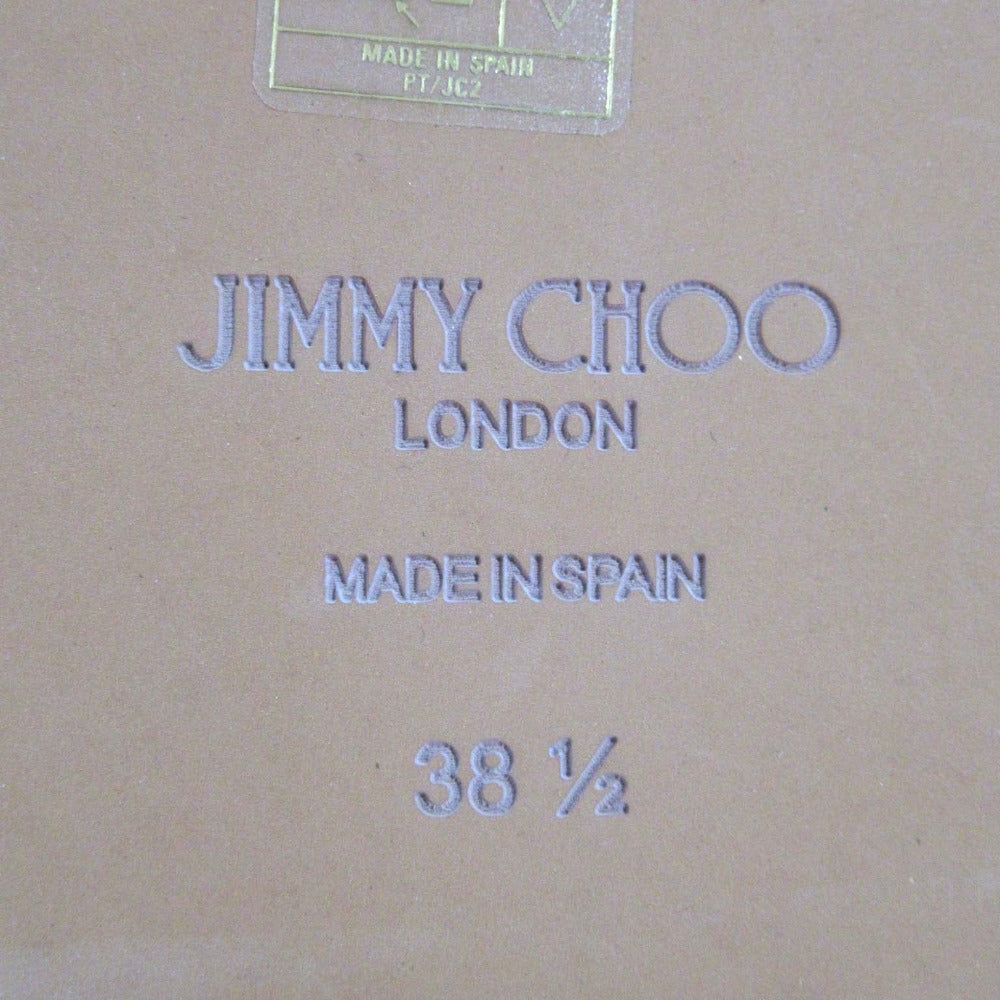 MADE IN SPAIN
PT/JC2
JIMMY CHOO
LONDON
MADE IN SPAIN
38 ½